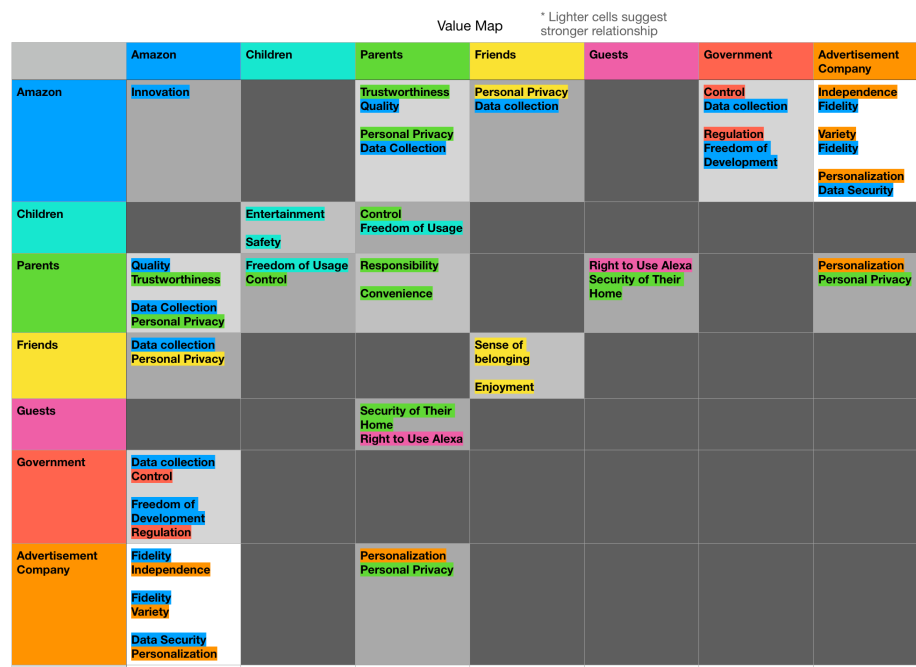 Value Map
* Lighter cells suggest
stronger relationship
Amazon
Children
Parents
Friends
Guests
Government
Advertisement
Company
Amazon
Innovation
Trustworthiness
Quality
Personal Privacy
Data Collection
Personal Privacy
Data collection
Control
Data collection
Regulation
Freedom of
Development
Independence
Fidelity
Variety
Fidelity
Personalization
Data Security
Children
Entertainment
Safety
Control
Freedom of Usage
Parents
Quality
Trustworthiness
Data Collection
Personal Privacy
Freedom of Usage
Control
Responsibility
Convenience
Right to Use Alexa
Security of Their
Home
Personalization
Personal Privacy
Friends
Data collection
Personal Privacy
Sense of
belonging
Enjoyment
Guests
Security of Their
Home
Right to Use Alexa
Government
Data collection
Control
Freedom of
Development
Regulation
Advertisement
Company
Fidelity
Independence
Fidelity
Variety
Data Security
Personalization
Personalization
Personal Privacy